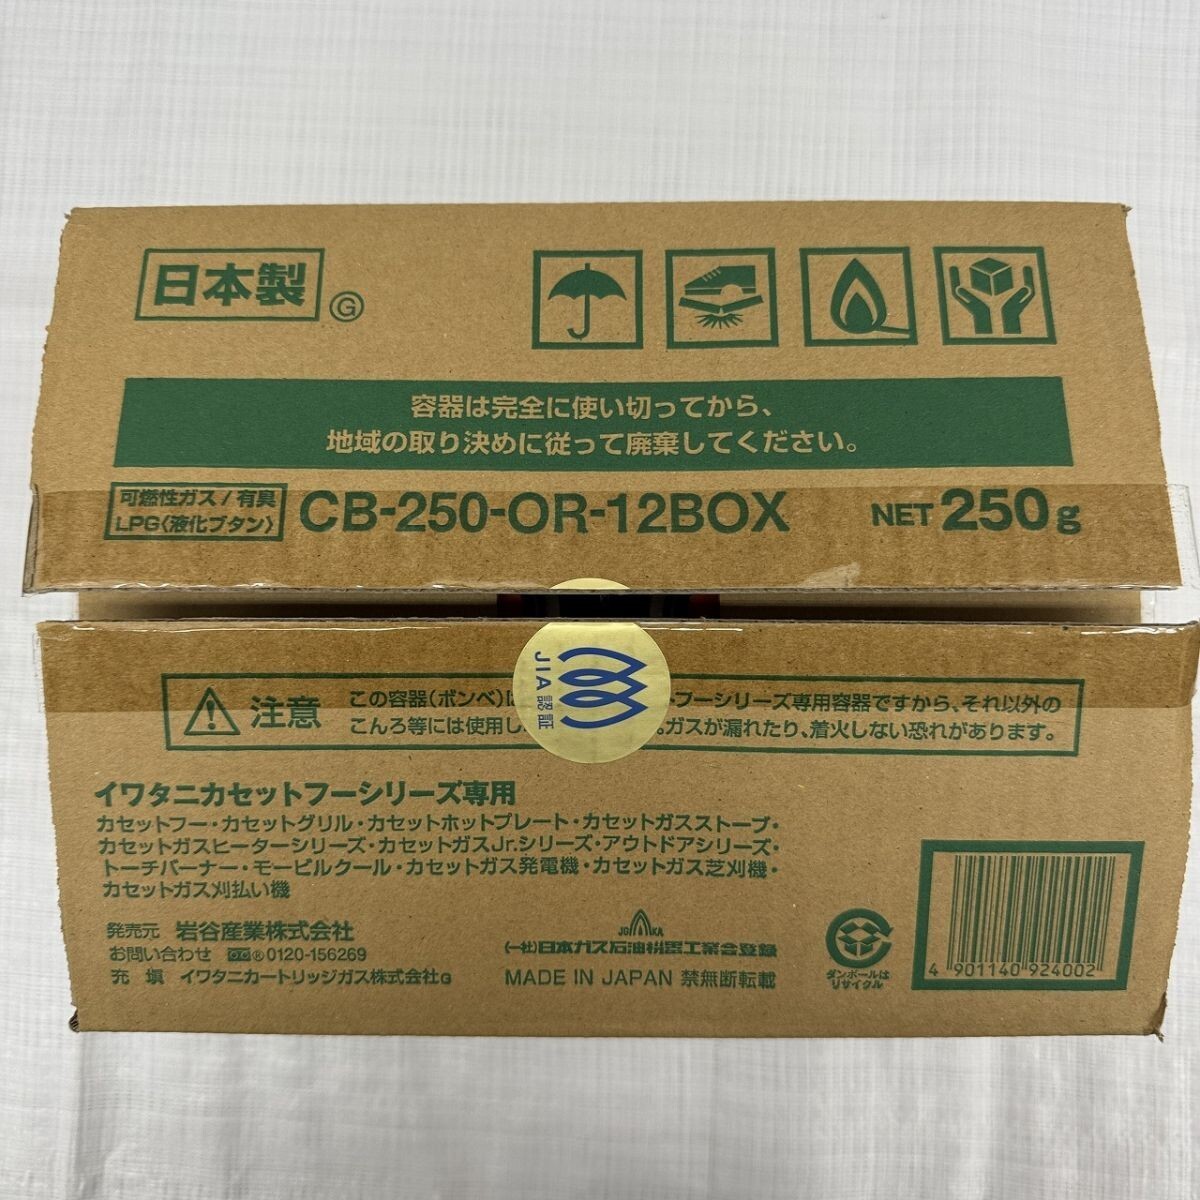 日本製
G
容器は完全に使い切ってから、
地域の取り決めに従って廃棄してください。
可燃性ガス/有臭
LPG〈液化ブタン〉
CB-250-OR-12BOX
NET 250g
JIA認証
注意
この容器(ボンベ)は トフーシリーズ専用容器ですから、それ以外の
こんろ等には使用し 。ガスが漏れたり、着火しない恐れがあります。
イワタニカセットフーシリーズ専用
カセットフー・カセットグリル・カセットホットプレート・カセットガスストーブ・
カセットガスヒーターシリーズ・カセットガスJr.シリーズ・アウトドアシリーズ・
トーチバーナー・モービルクール・カセットガス発電機・カセットガス芝刈機・
カセットガス刈払い機
発売元 岩谷産業株式会社
お問い合わせ ®0120-156269
充填 イワタニカートリッジガス株式会社G
JG KA
(一社)日本ガス石油機器工業会登録
MADE IN JAPAN 禁無断転載
ダンボールは
リサイクル
4 901140 924002